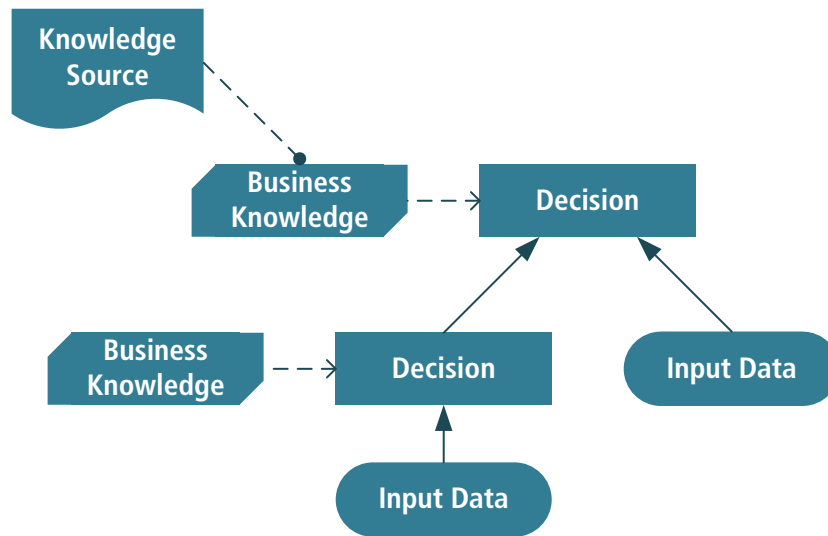 Knowledge
Source
Business
Knowledge
Decision
Business
Knowledge
Decision
Input Data
Input Data